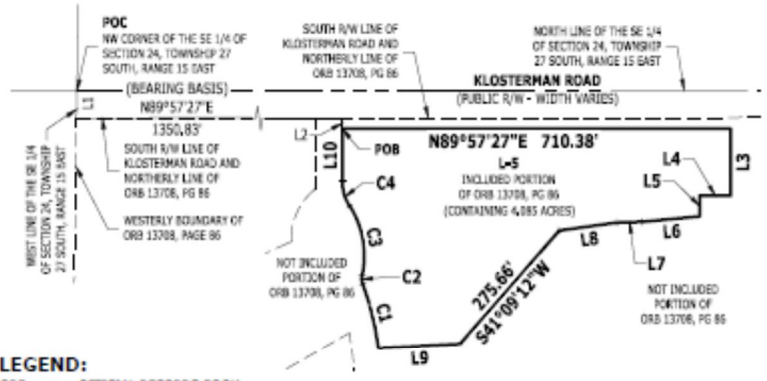 POC
NW CORNER OF THE SE 1/4 OF
SECTION 24, TOWNSHIP 27
SOUTH, RANGE 15 EAST
(BEARING BASIS)
N89°57'27"E
1350.83'
L1
SOUTH R/W LINE OF
KLOSTERMAN ROAD AND
NORTHERLY LINE OF
ORB 13708, PG 86
WESTERLY BOUNDARY OF
ORB 13708, PAGE 86
WEST LINE OF THE SE 1/4
OF SECTION 24, TOWNSHIP
27 SOUTH, RANGE 15 EAST
SOUTH R/W LINE OF
KLOSTERMAN ROAD AND
NORTHERLY LINE OF
ORB 13708, PG 86
NORTH LINE OF THE SE 1/4
OF SECTION 24, TOWNSHIP
27 SOUTH, RANGE 15 EAST
KLOSTERMAN ROAD
(PUBLIC R/W - WIDTH VARIES)
L2
POB
N89°57'27"E 710.38'
L10
L-5
INCLUDED PORTION
OF ORB 13708, PG 86
(CONTAINING 4.085 ACRES)
L3
L4
L5
C4
C3
C2
C1
L6
L7
L8
L9
NOT INCLUDED
PORTION OF
ORB 13708, PG 86
275.66'
S41°09'12"W
NOT INCLUDED
PORTION OF
ORB 13708, PG 86
LEGEND: